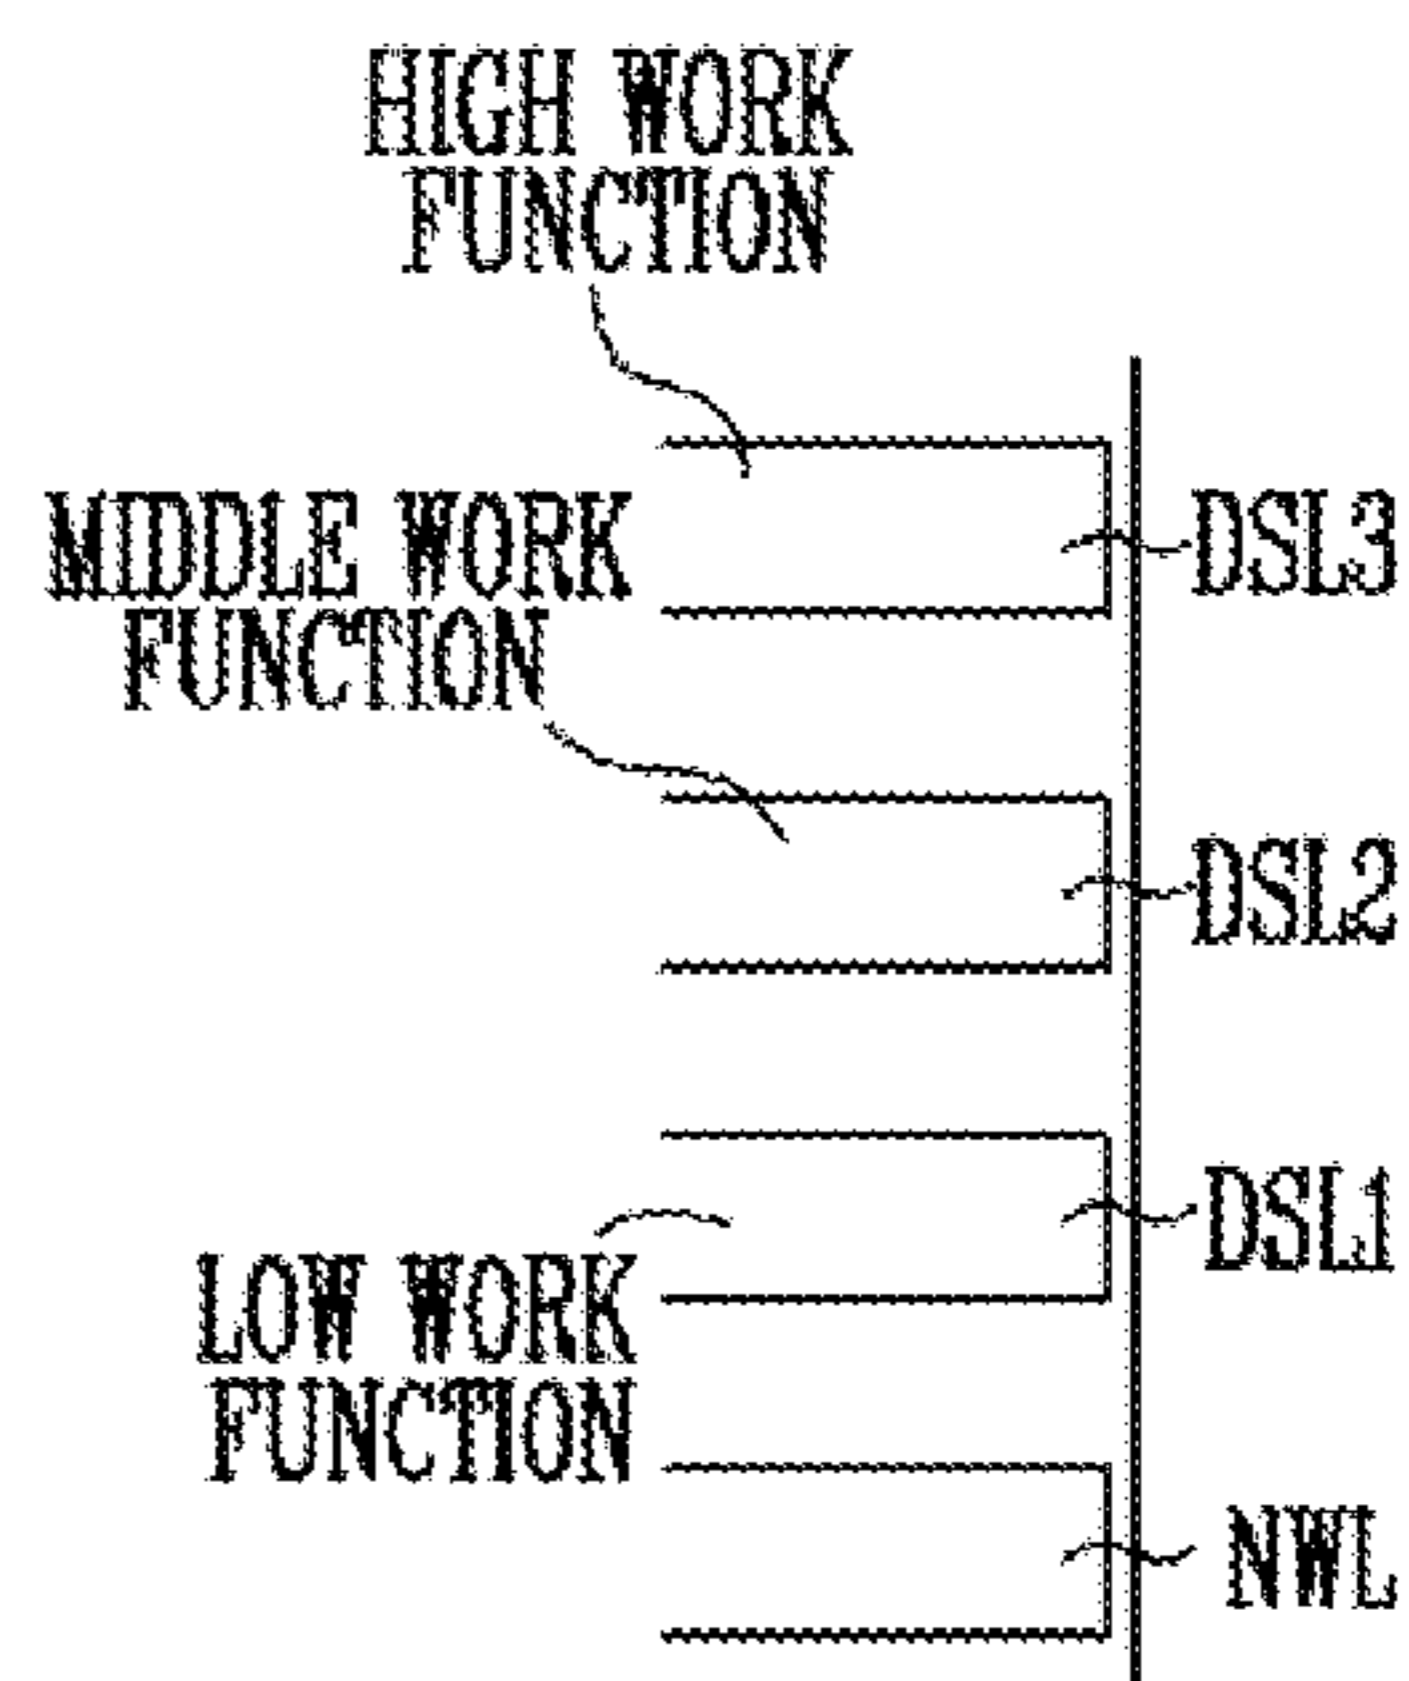 HIGH WORK
FUNCTION
MIDDLE WORK
FUNCTION
DSL3
DSL2
DSL1
LOW WORK
FUNCTION
NWL